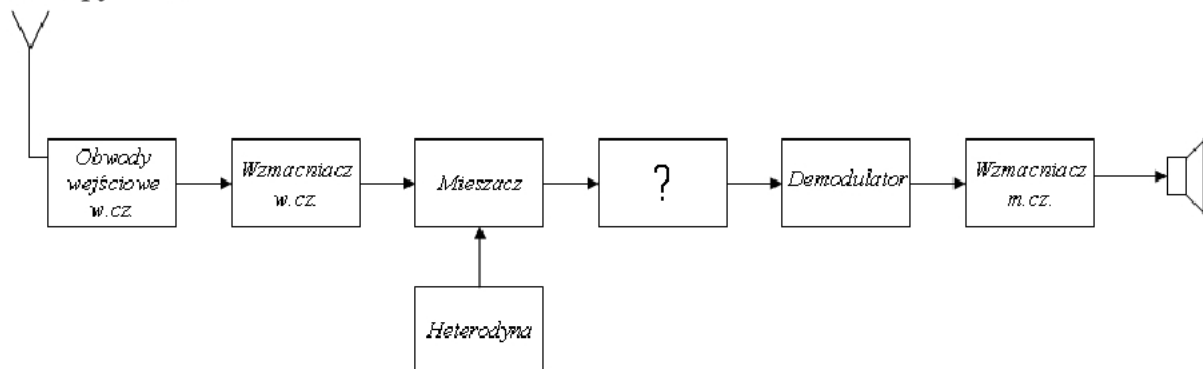 Obwody
wejściowe
w.cz.
Wzmacniacz
w.cz.
Mieszacz
?
Demodulator
Wzmacniacz
m.cz.
Heterodyna